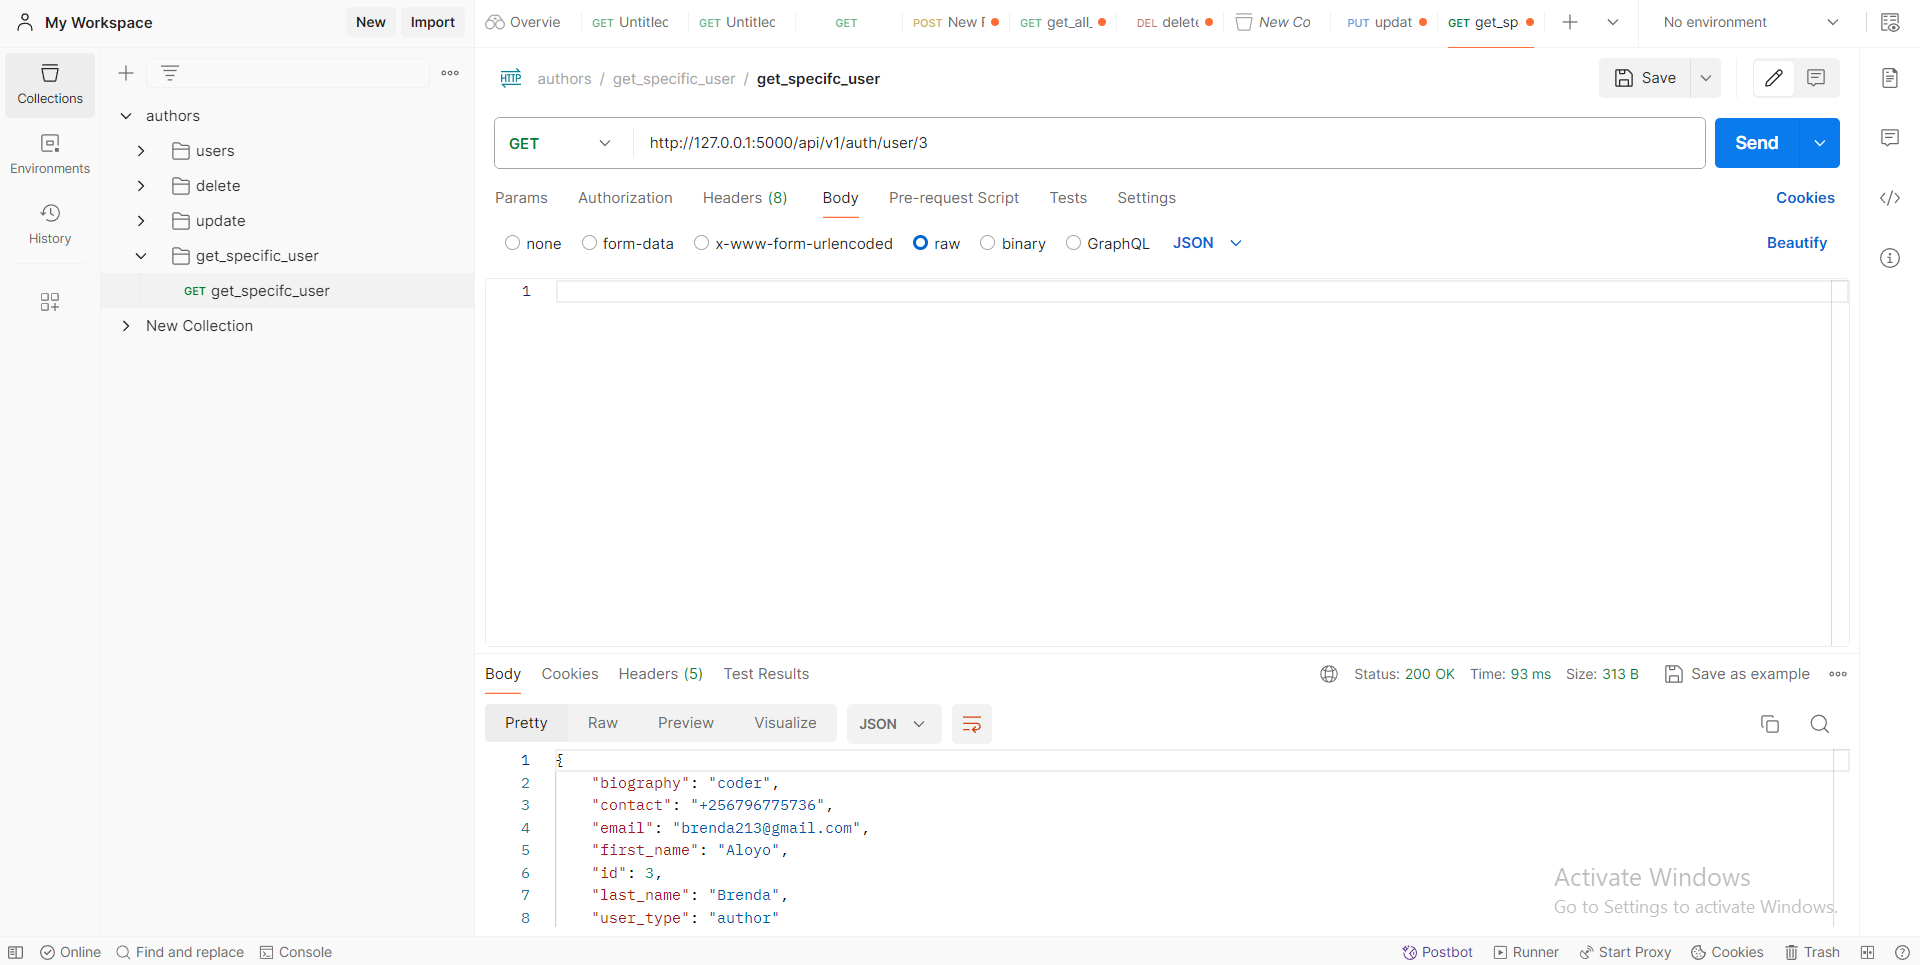 My Workspace
New
Import
Overvie
GET Untitlec
GET Untitlec
GET
POST New F
GET get_all_
DEL delete
New Co
PUT updat
GET get_sp
No environment
Collections
Environments
History
authors
users
delete
update
get_specific_user
GET get_specifc_user
New Collection
HTTP authors / get_specific_user / get_specifc_user
Save
GET http://127.0.0.1:5000/api/v1/auth/user/3
Send
Params Authorization Headers (8) Body Pre-request Script Tests Settings Cookies
none form-data x-www-form-urlencoded raw binary GraphQL JSON Beautify
1
Body Cookies Headers (5) Test Results
Status: 200 OK Time: 93 ms Size: 313 B Save as example
Pretty Raw Preview Visualize JSON
1 {
2 "biography": "coder",
3 "contact": "+256796775736",
4 "email": "brenda213@gmail.com",
5 "first_name": "Aloyo",
6 "id": 3,
7 "last_name": "Brenda",
8 "user_type": "author"
Activate Windows
Go to Settings to activate Windows.
Online Find and replace Console
Postbot Runner Start Proxy Cookies Trash